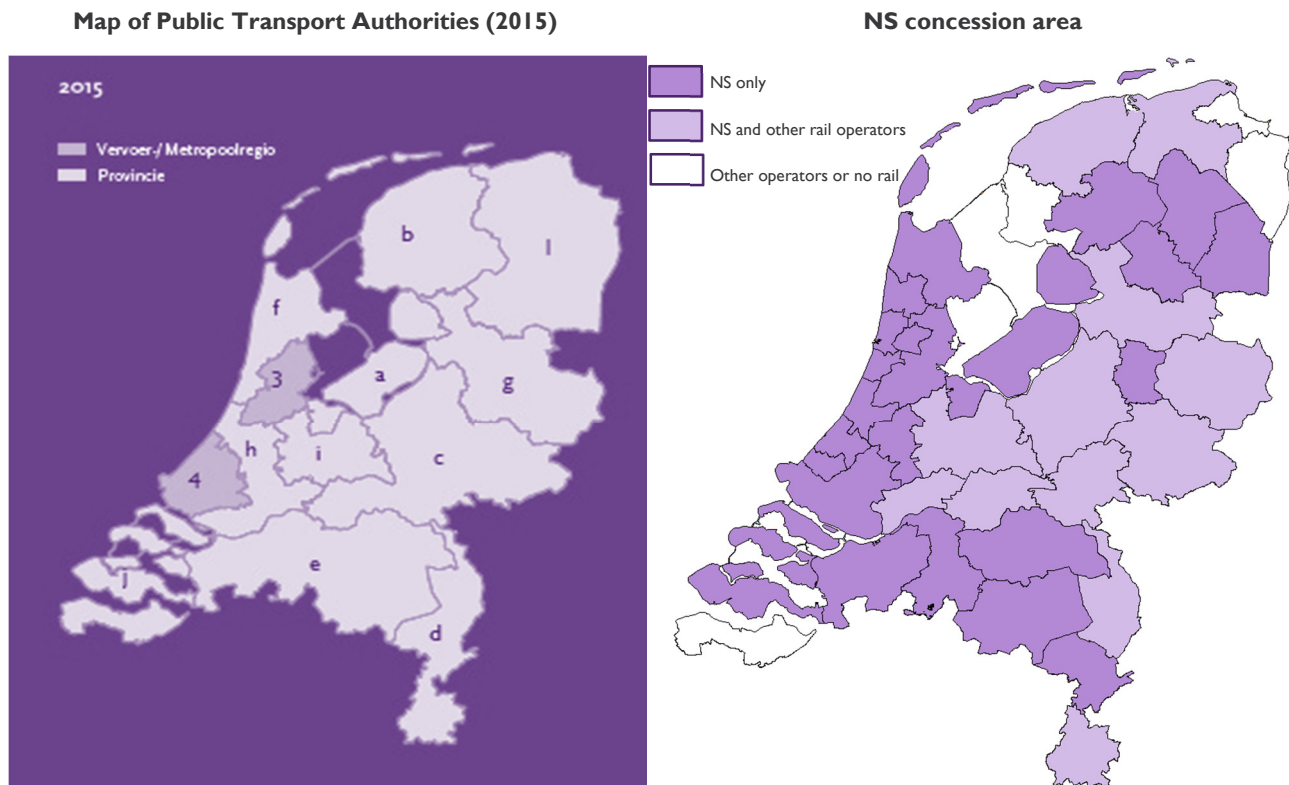 Map of Public Transport Authorities (2015)
NS concession area
2015
Vervoer-/ Metropoolregio
Provincie
NS only
NS and other rail operators
Other operators or no rail
b
l
f
3
a
g
h
i
c
4
e
j
d